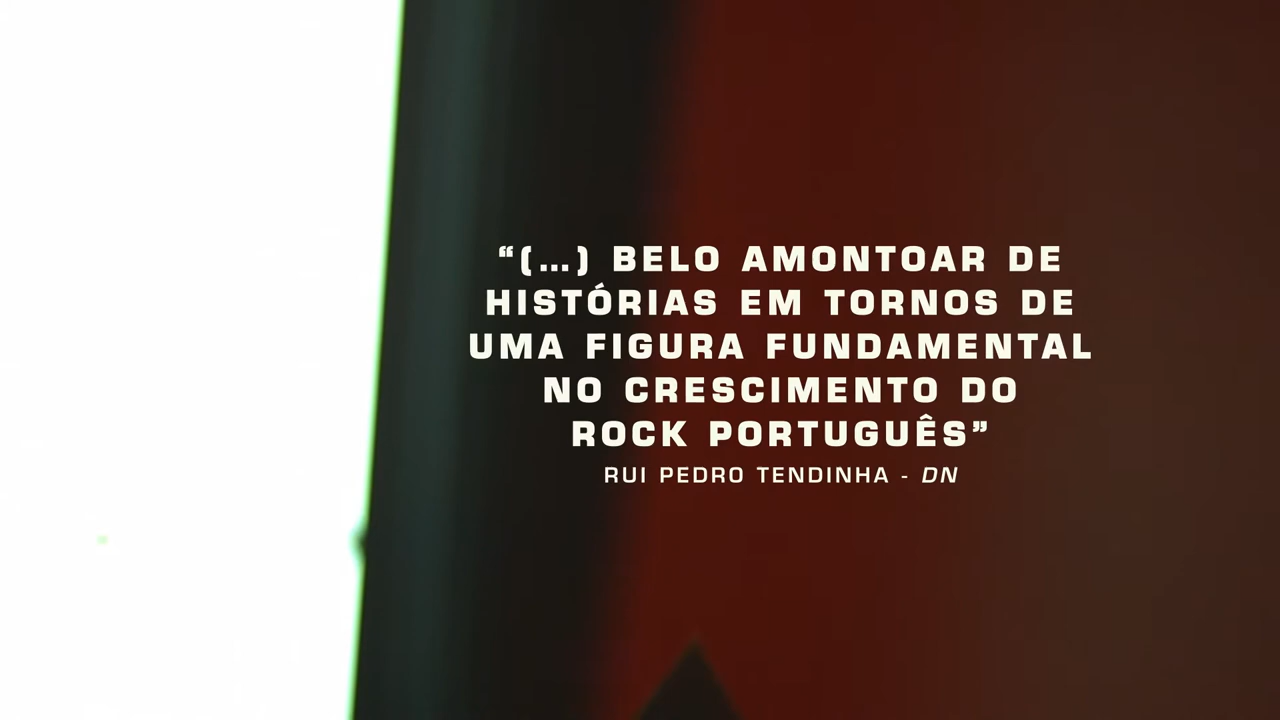 “(...) BELO AMONTOAR DE
HISTÓRIAS EM TORNOS DE
UMA FIGURA FUNDAMENTAL
NO CRESCIMENTO DO
ROCK PORTUGUÊS”
RUI PEDRO TENDINHA - DN